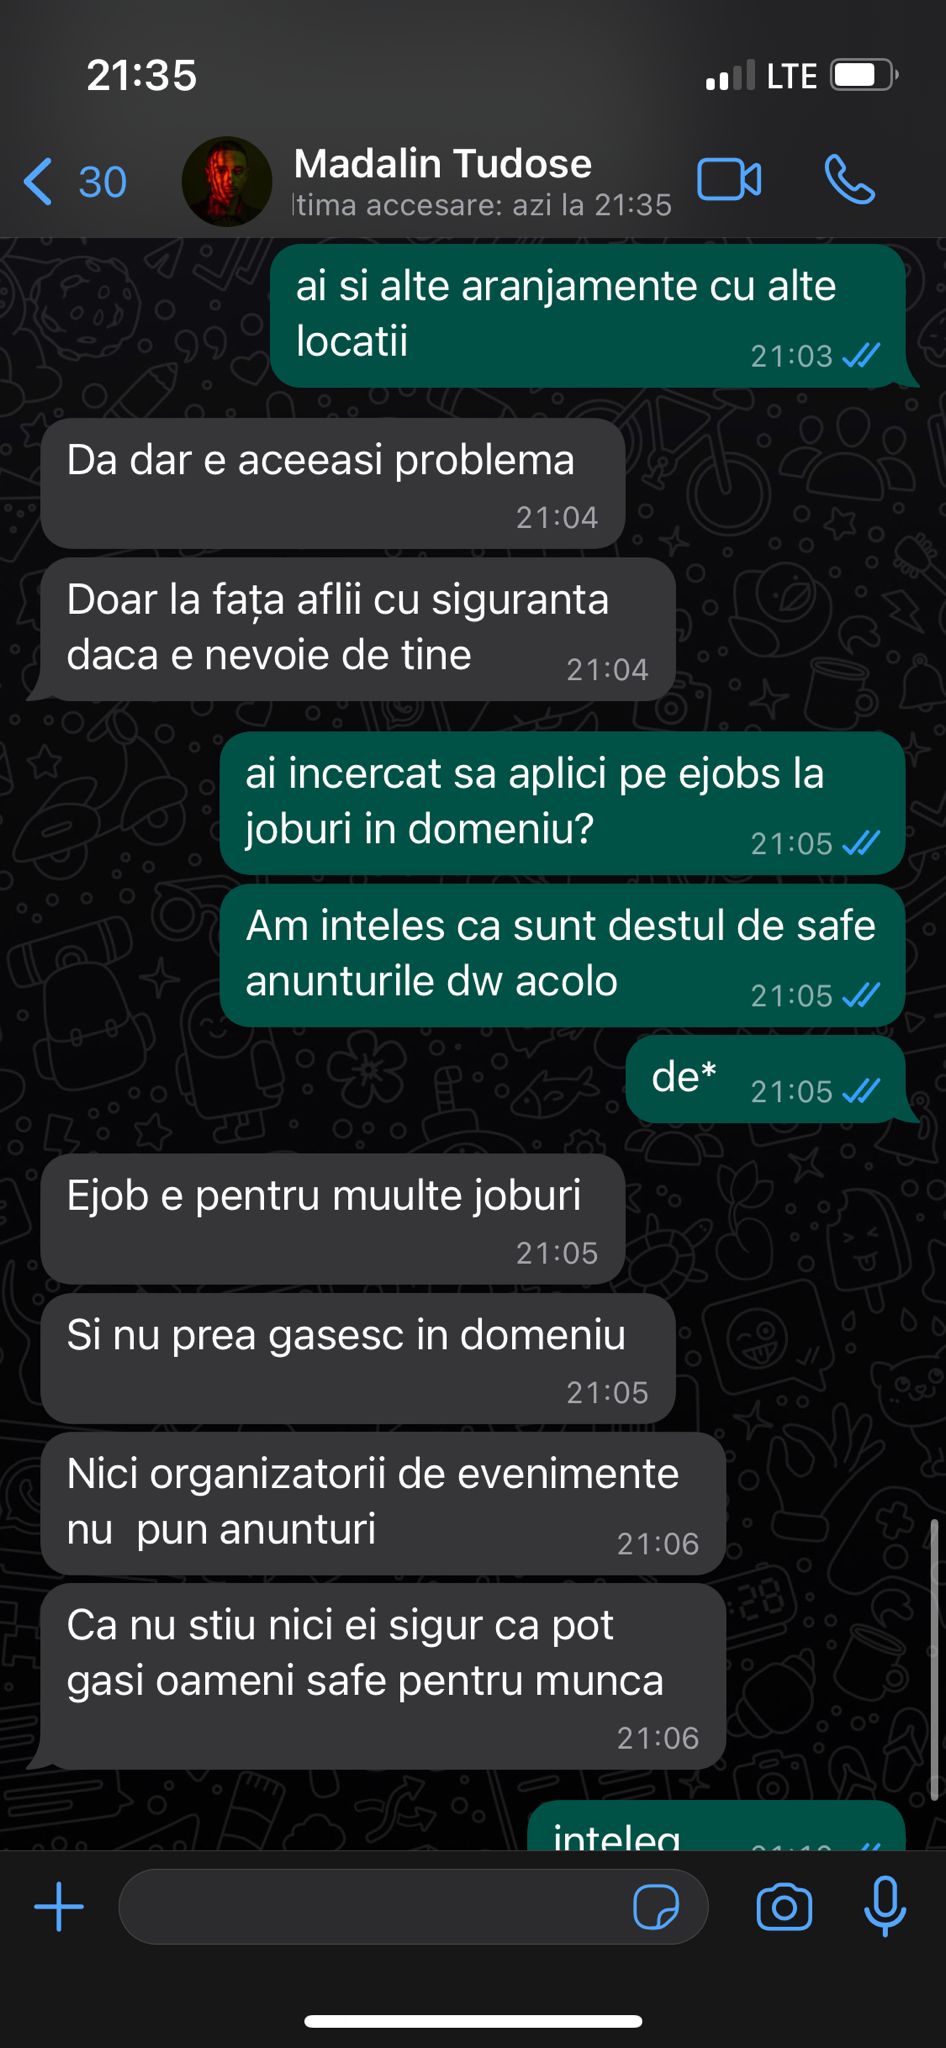 21:35
LTE
30
Madalin Tudose
ltima accesare: azi la 21:35
ai si alte aranjamente cu alte
locatii
21:03
Da dar e aceeasi problema
21:04
Doar la fața aflii cu siguranta
daca e nevoie de tine
21:04
ai incercat sa aplici pe ejobs la
joburi in domeniu?
21:05
Am inteles ca sunt destul de safe
anunturile dw acolo
21:05
de*
21:05
Ejob e pentru muulte joburi
21:05
Si nu prea gasesc in domeniu
21:05
Nici organizatorii de evenimente
nu  pun anunturi
21:06
Ca nu stiu nici ei sigur ca pot
gasi oameni safe pentru munca
21:06
inteleg